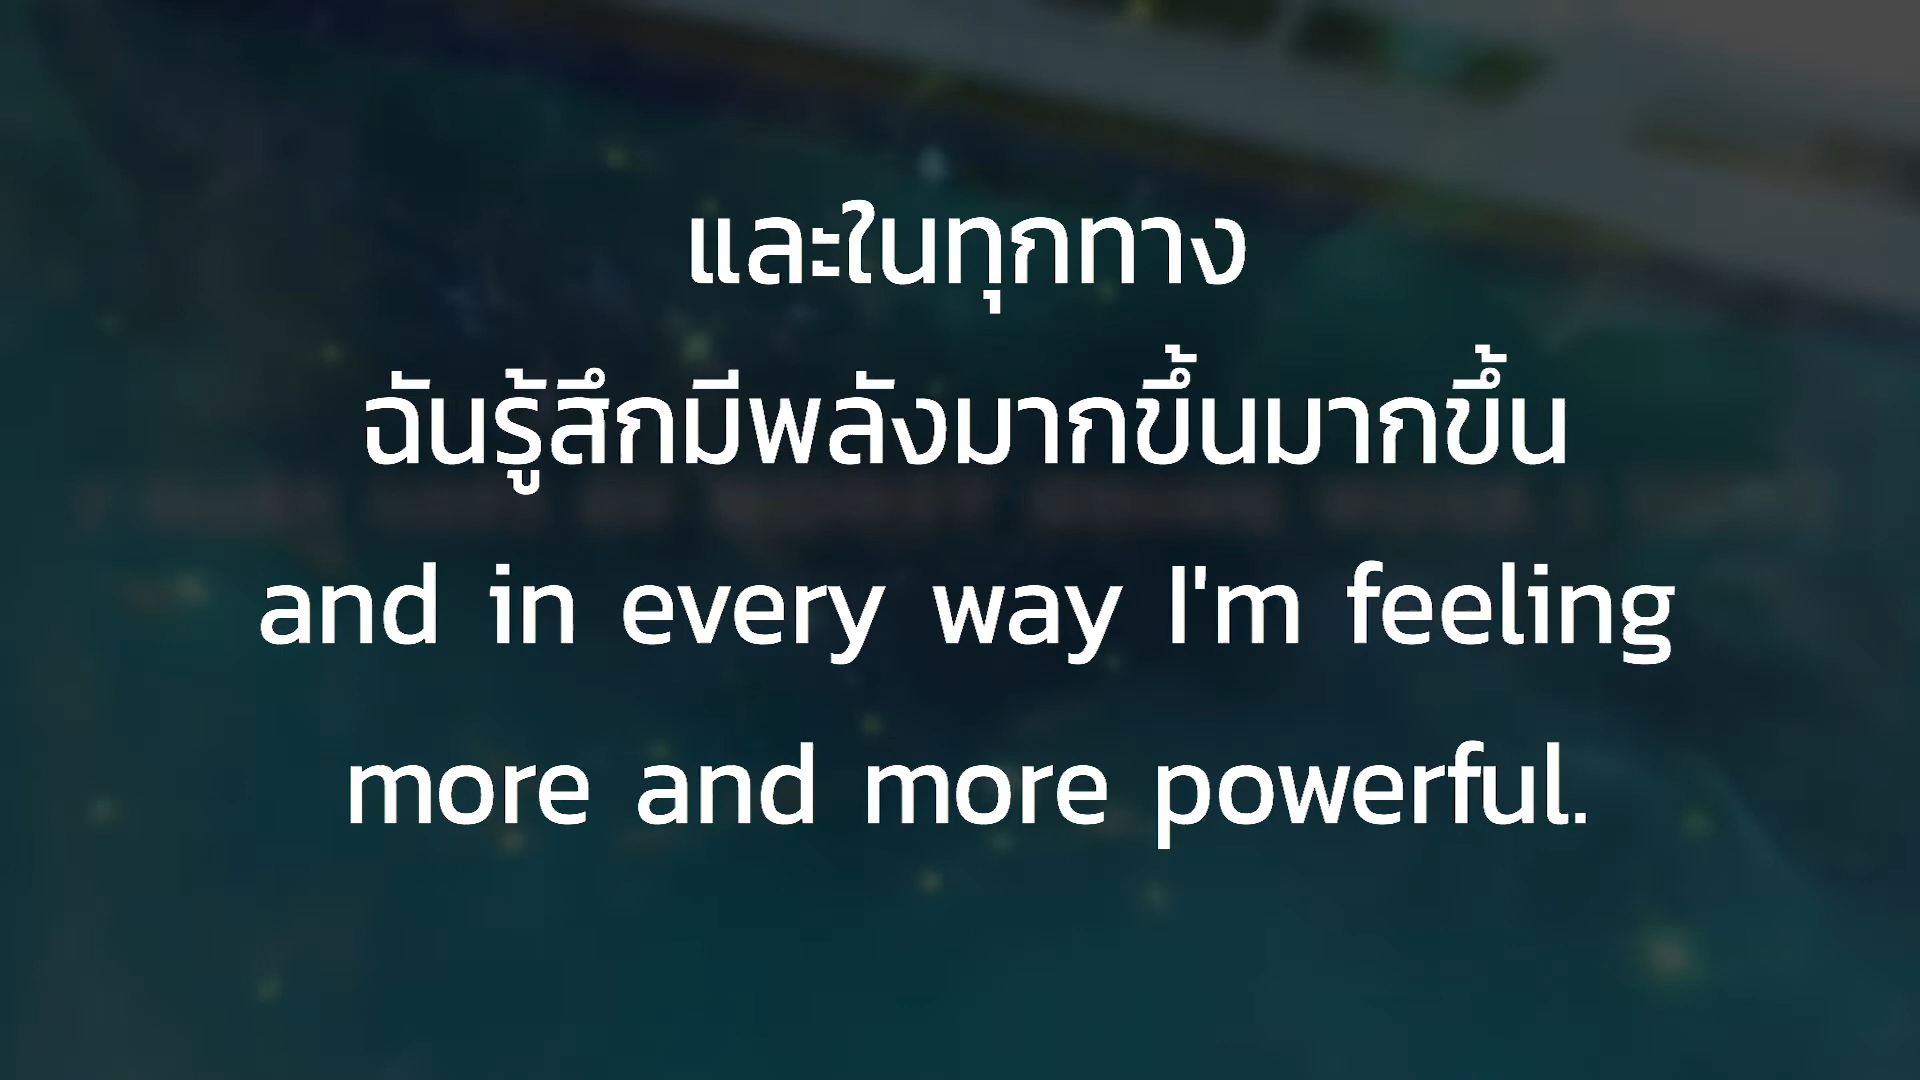 และในทุกทาง
ฉันรู้สึกมีพลังมากขึ้นมากขึ้น
and in every way I'm feeling
more and more powerful.